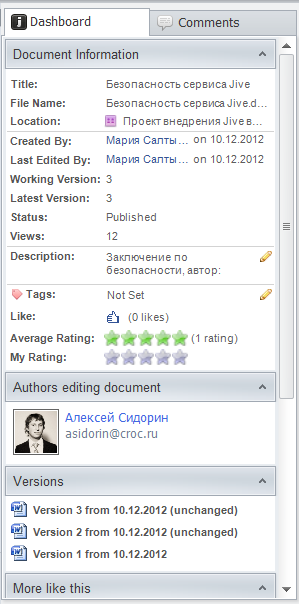 Dashboard Comments
Document Information
Title: Безопасность сервиса Jive
File Name: Безопасность сервиса Jive.d...
Location: Проект внедрения Jive в...
Created By: Мария Салты... on 10.12.2012
Last Edited By: Мария Салты... on 10.12.2012
Working Version: 3
Latest Version: 3
Status: Published
Views: 12
Description: Заключение по
безопасности, автор:
Tags: Not Set
Like: (0 likes)
Average Rating: (1 rating)
My Rating:
Authors editing document
Алексей Сидорин
asidorin@croc.ru
Versions
Version 3 from 10.12.2012 (unchanged)
Version 2 from 10.12.2012 (unchanged)
Version 1 from 10.12.2012
More like this